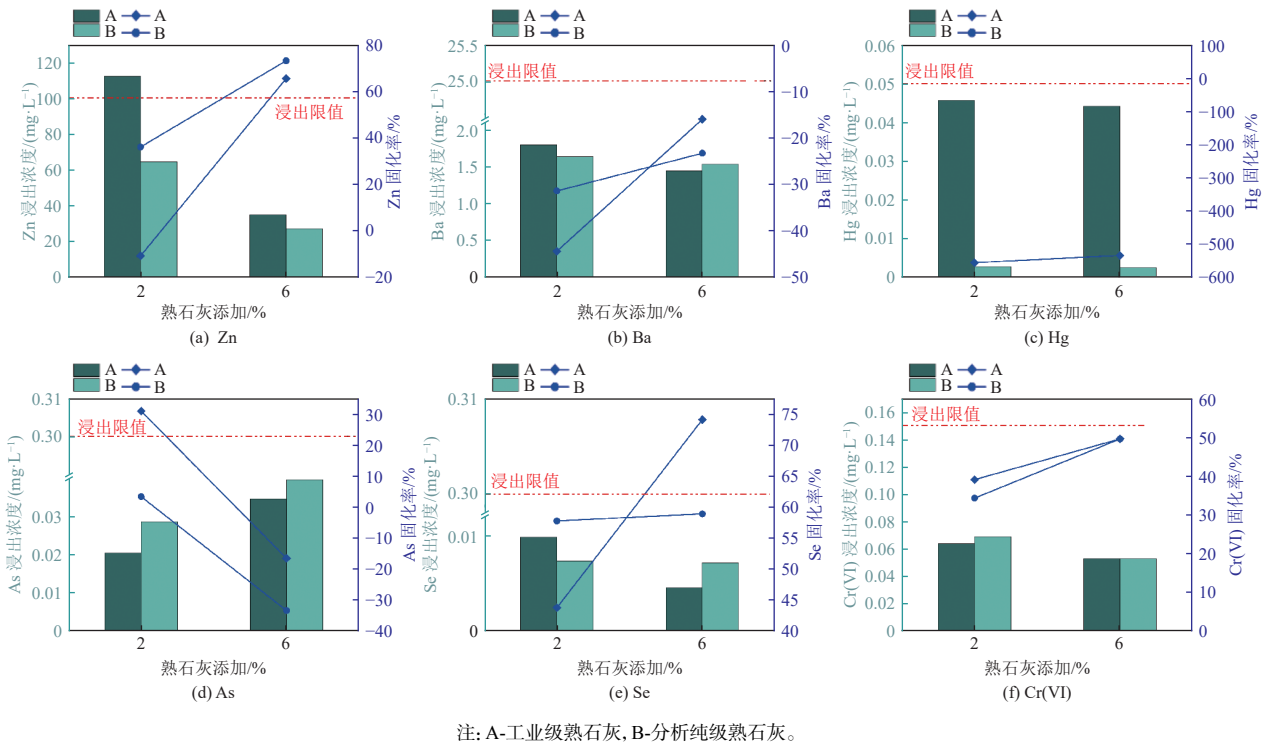 A A
B B
120
100
80
60
40
20
0
Zn 浸出浓度/(mg·L⁻¹)
浸出限值
80
60
40
20
0
−20
Zn 固化率/%
2 6
熟石灰添加/%
(a) Zn
A A
B B
25.5
25.0
2.0
1.5
1.0
0.5
0
Ba 浸出浓度/(mg·L⁻¹)
浸出限值
0
−10
−20
−30
−40
−50
Ba 固化率/%
2 6
熟石灰添加/%
(b) Ba
A A
B B
0.06
0.05
0.04
0.03
0.002
0.001
0
Hg 浸出浓度/(mg·L⁻¹)
浸出限值
100
0
−100
−200
−300
−400
−500
−600
Hg 固化率/%
2 6
熟石灰添加/%
(c) Hg
A A
B B
0.31
0.30
0.03
0.02
0.01
0
As 浸出浓度/(mg·L⁻¹)
浸出限值
30
20
10
0
−10
−20
−30
−40
As 固化率/%
2 6
熟石灰添加/%
(d) As
A A
B B
0.31
0.30
0.01
0
Se 浸出浓度/(mg·L⁻¹)
浸出限值
75
70
65
60
55
50
45
40
Se 固化率/%
2 6
熟石灰添加/%
(e) Se
A A
B B
0.16
0.14
0.12
0.10
0.08
0.06
0.04
0.02
0
Cr(VI) 浸出浓度/(mg·L⁻¹)
浸出限值
60
50
40
30
20
10
0
Cr(VI) 固化率/%
2 6
熟石灰添加/%
(f) Cr(VI)
注: A-工业级熟石灰, B-分析纯级熟石灰。